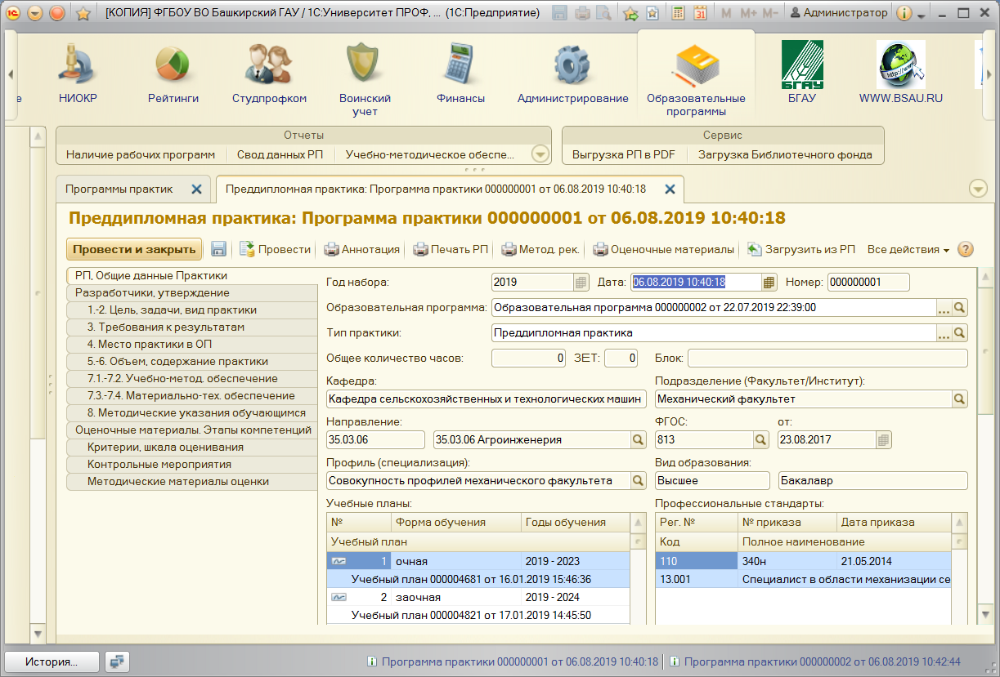 [КОПИЯ] ФГБОУ ВО Башкирский ГАУ / 1С:Университет ПРОФ, ... (1С:Предприятие)
M M+ M- Администратор
НИОКР Рейтинги Студпрофком Воинский учет Финансы Администрирование Образовательные программы БГАУ БГАУ WWW.BSAU.RU
http://www
е
Отчеты Сервис
Наличие рабочих программ Свод данных РП Учебно-методическое обеспе... Выгрузка РП в PDF Загрузка Библиотечного фонда
Программы практик Преддипломная практика: Программа практики 000000001 от 06.08.2019 10:40:18
Преддипломная практика: Программа практики 000000001 от 06.08.2019 10:40:18
Провести и закрыть Провести Аннотация Печать РП Метод. рек. Оценочные материалы Загрузить из РП Все действия ?
РП, Общие данные Практики
Разработчики, утверждение
1.-2. Цель, задачи, вид практики
3. Требования к результатам
4. Место практики в ОП
5.-6. Объем, содержание практики
7.1.-7.2. Учебно-метод. обеспечение
7.3.-7.4. Материально-тех. обеспечение
8. Методические указания обучающимся
Оценочные материалы. Этапы компетенций
Критерии, шкала оценивания
Контрольные мероприятия
Методические материалы оценки
Год набора: 2019 Дата: 06.08.2019 10:40:18 Номер: 000000001
Образовательная программа: Образовательная программа 000000002 от 22.07.2019 22:39:00 ...
Тип практики: Преддипломная практика ...
Общее количество часов: 0 ЗЕТ: 0 Блок:
Кафедра: Подразделение (Факультет/Институт):
Кафедра сельскохозяйственных и технологических машин Механический факультет
Направление: ФГОС: от:
35.03.06 35.03.06 Агроинженерия 813 23.08.2017
Профиль (специализация): Вид образования:
Совокупность профилей механического факультета Высшее Бакалавр
Учебные планы: Профессиональные стандарты:
№ Форма обучения Годы обучения Рег. № № приказа Дата приказа
Учебный план Код Полное наименование
1 очная 2019 - 2023 110 340н 21.05.2014
Учебный план 000004681 от 16.01.2019 15:46:36 13.001 Специалист в области механизации се
2 заочная 2019 - 2024
Учебный план 000004821 от 17.01.2019 14:45:50
История... Программа практики 000000001 от 06.08.2019 10:40:18 Программа практики 000000002 от 06.08.2019 10:42:44